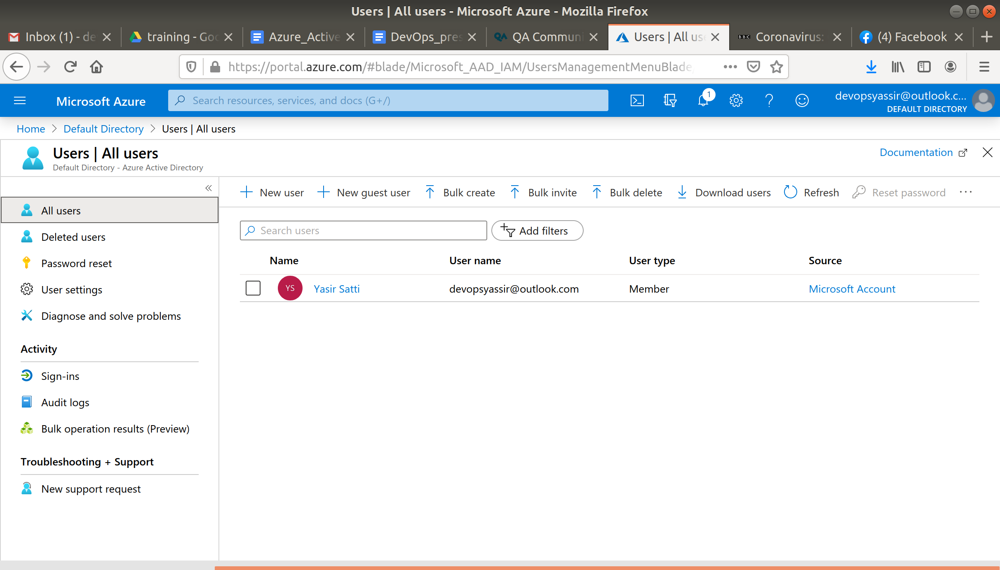 Users | All users - Microsoft Azure - Mozilla Firefox
Inbox (1) - de
training - Goo
Azure_Active
DevOps_pres
QA Communi
Users | All us
BBC Coronavirus:
(4) Facebook
https://portal.azure.com/#blade/Microsoft_AAD_IAM/UsersManagementMenuBlade/
Microsoft Azure
Search resources, services, and docs (G+/)
1
devopsyassir@outlook.c...
DEFAULT DIRECTORY
Home > Default Directory > Users | All users
Users | All users
Default Directory - Azure Active Directory
Documentation
All users
Deleted users
Password reset
User settings
Diagnose and solve problems
Activity
Sign-ins
Audit logs
Bulk operation results (Preview)
Troubleshooting + Support
New support request
New user
New guest user
Bulk create
Bulk invite
Bulk delete
Download users
Refresh
Reset password
Search users
Add filters
Name User name User type Source
YS Yasir Satti devopsyassir@outlook.com Member Microsoft Account